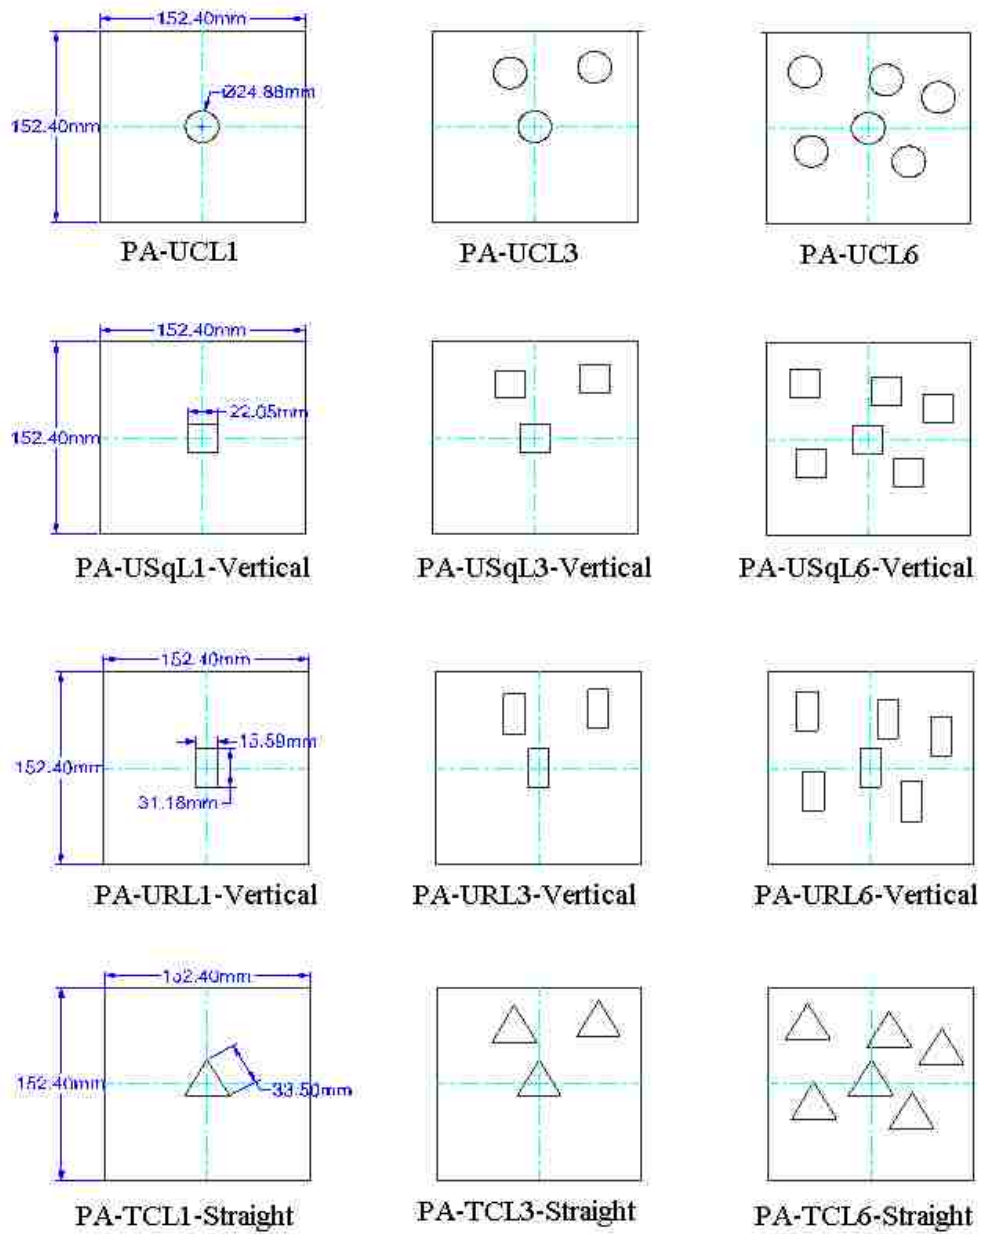 152.40mm
Ø24.88mm
152.40mm
PA-UCL1
PA-UCL3
PA-UCL6
152.40mm
22.05mm
152.40mm
PA-USqL1-Vertical
PA-USqL3-Vertical
PA-USqL6-Vertical
152.40mm
15.59mm
152.40mm
31.18mm
PA-URL1-Vertical
PA-URL3-Vertical
PA-URL6-Vertical
152.40mm
152.40mm
33.50mm
PA-TCL1-Straight
PA-TCL3-Straight
PA-TCL6-Straight